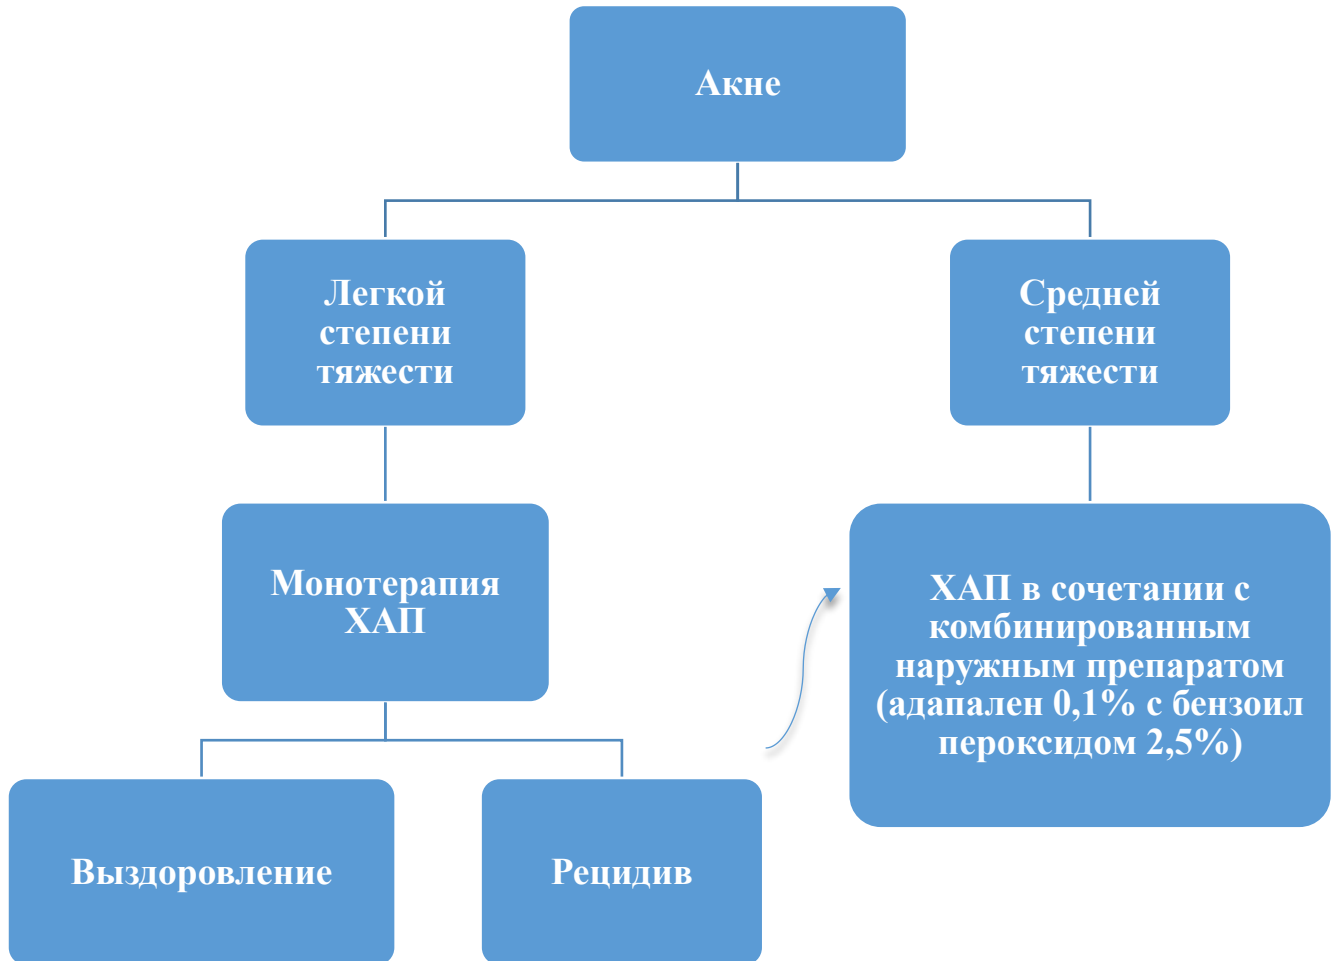 Акне
Легкой
степени
тяжести
Средней
степени
тяжести
Монотерапия
ХАП
ХАП в сочетании с
комбинированным
наружным препаратом
(адапален 0,1% с бензоил
пероксидом 2,5%)
Выздоровление
Рецидив